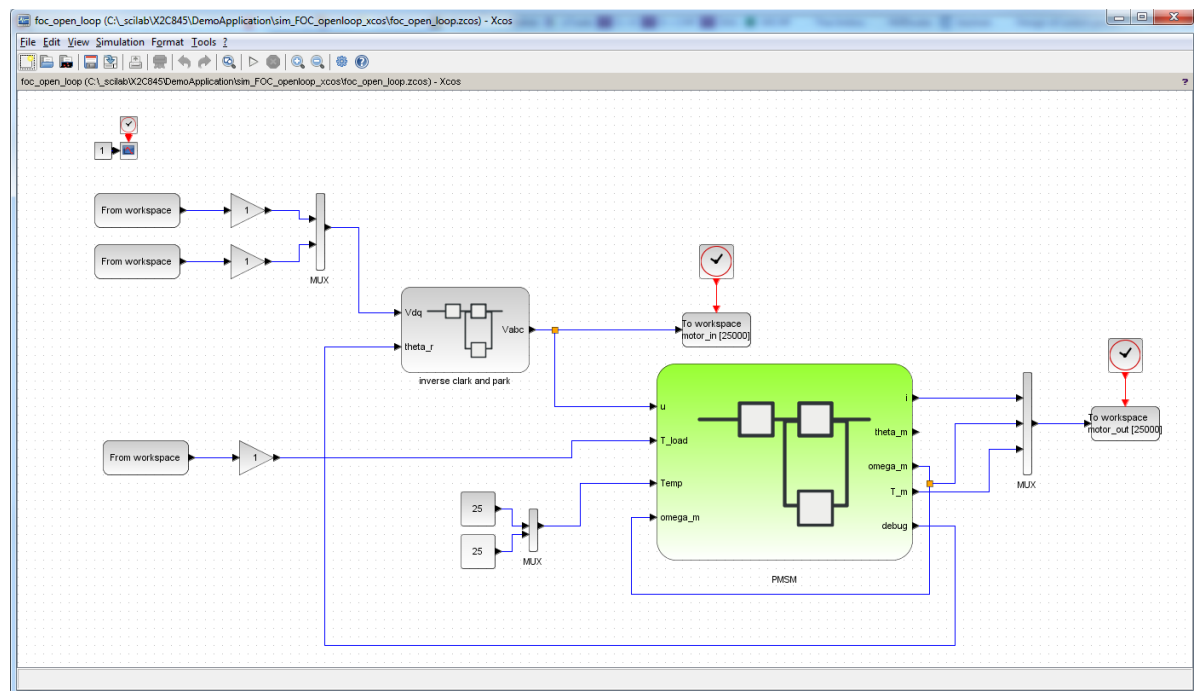 foc_open_loop (C:\_scilab\X2C845\DemoApplication\sim_FOC_openloop_xcos\foc_open_loop.zcos) - Xcos
File Edit View Simulation Format Tools ?
foc_open_loop (C:\_scilab\X2C845\DemoApplication\sim_FOC_openloop_xcos\foc_open_loop.zcos) - Xcos
?
1
From workspace
1
From workspace
1
MUX
Vdq
theta_r
Vabc
inverse clark and park
To workspace
motor_in [25000]
To workspace
motor_out [25000]
MUX
u
T_load
Temp
omega_m
i
theta_m
omega_m
T_m
debug
PMSM
From workspace
1
25
25
MUX